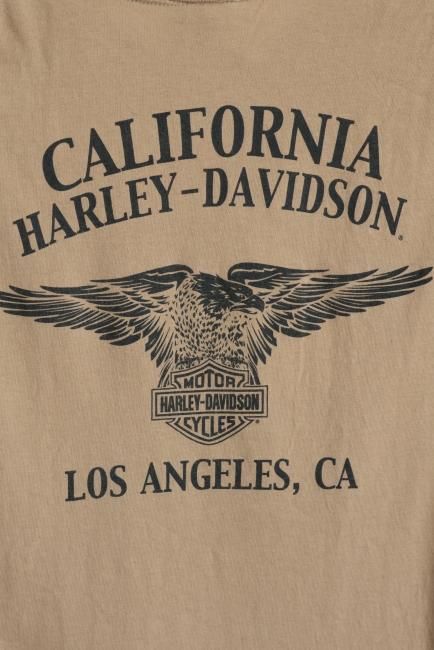 CALIFORNIA
HARLEY-DAVIDSON®
MOTOR
HARLEY-DAVIDSON
CYCLES®
LOS ANGELES, CA